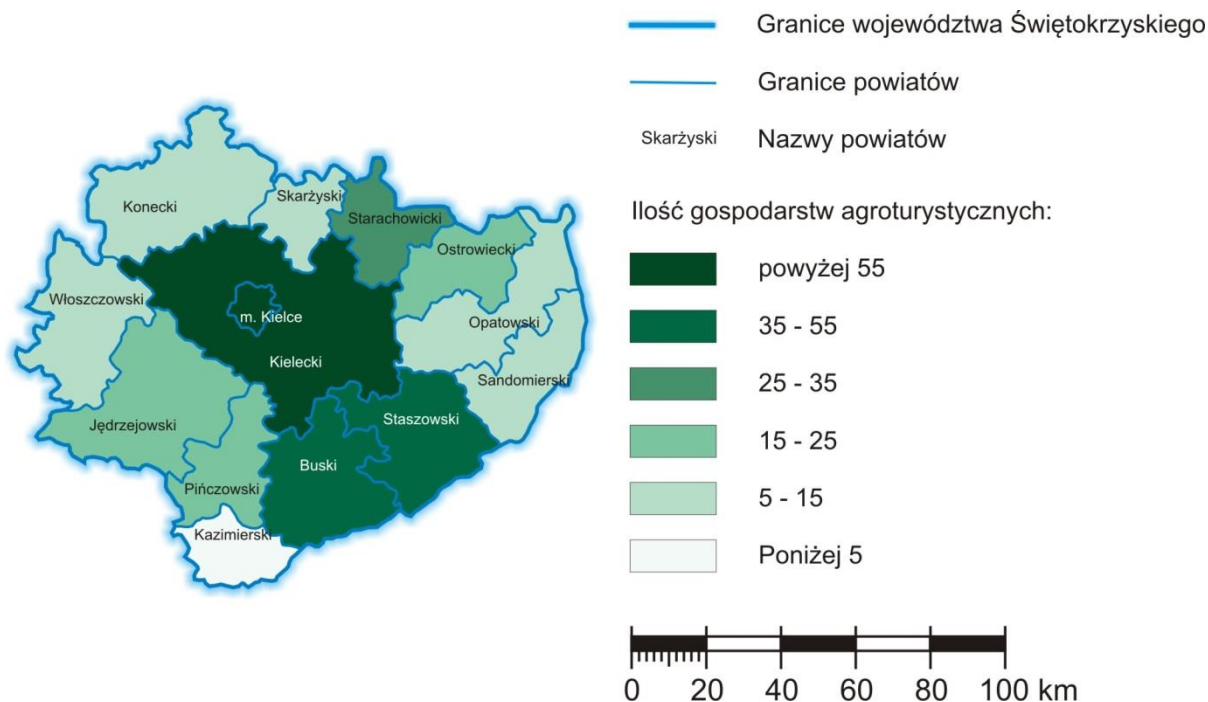 Granice województwa Świętokrzyskiego
Granice powiatów
Skarżyski
Nazwy powiatów
Ilość gospodarstw agroturystycznych:
powyżej 55
35 - 55
25 - 35
15 - 25
5 - 15
Poniżej 5
0 20 40 60 80 100 km
Konecki
Skarżyski
Starachowicki
Ostrowiecki
Włoszczowski
m. Kielce
Opatowski
Kielecki
Sandomierski
Staszowski
Jędrzejowski
Buski
Pińczowski
Kazimierski